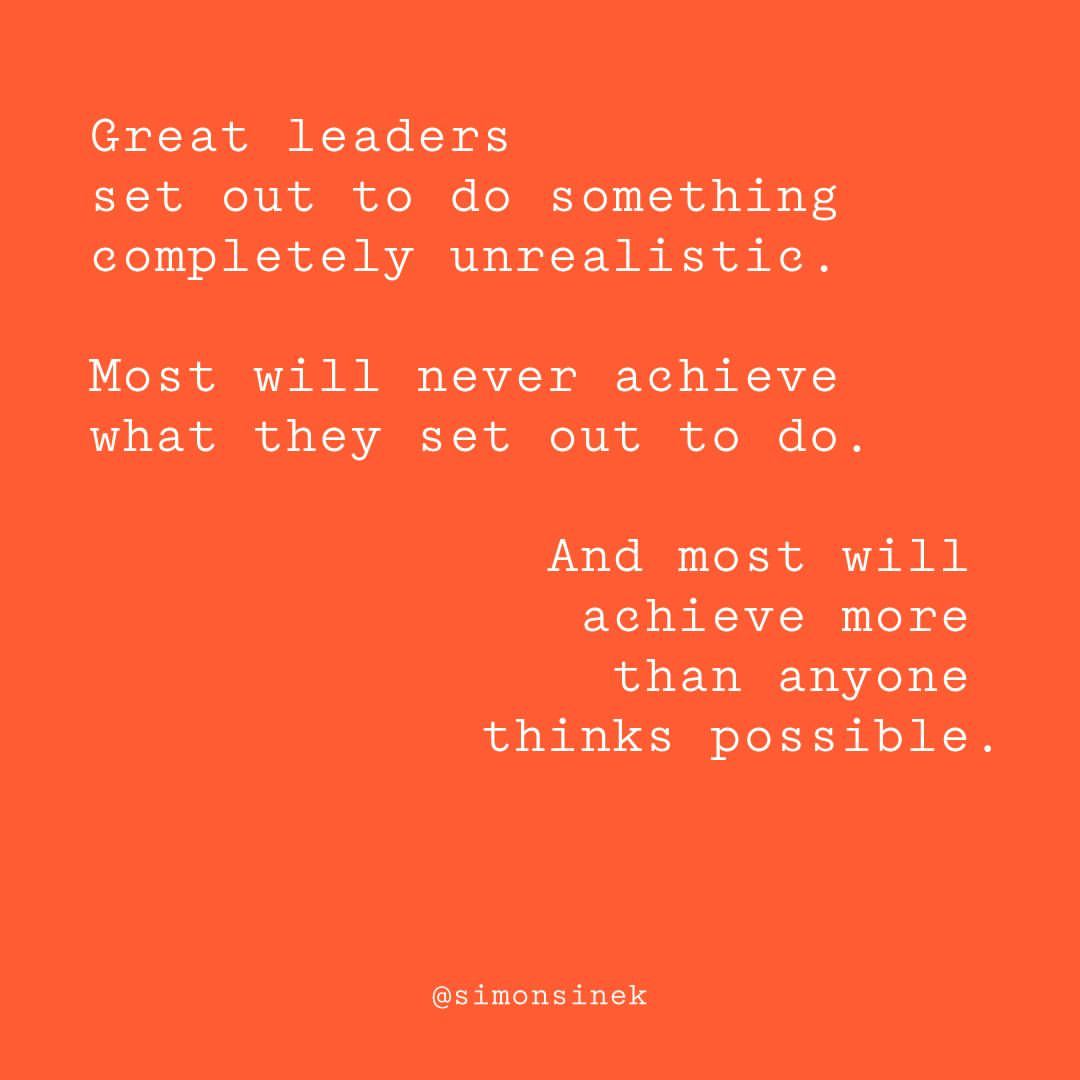 Great leaders
set out to do something
completely unrealistic.
Most will never achieve
what they set out to do.
And most will
achieve more
than anyone
thinks possible.
@simonsinek